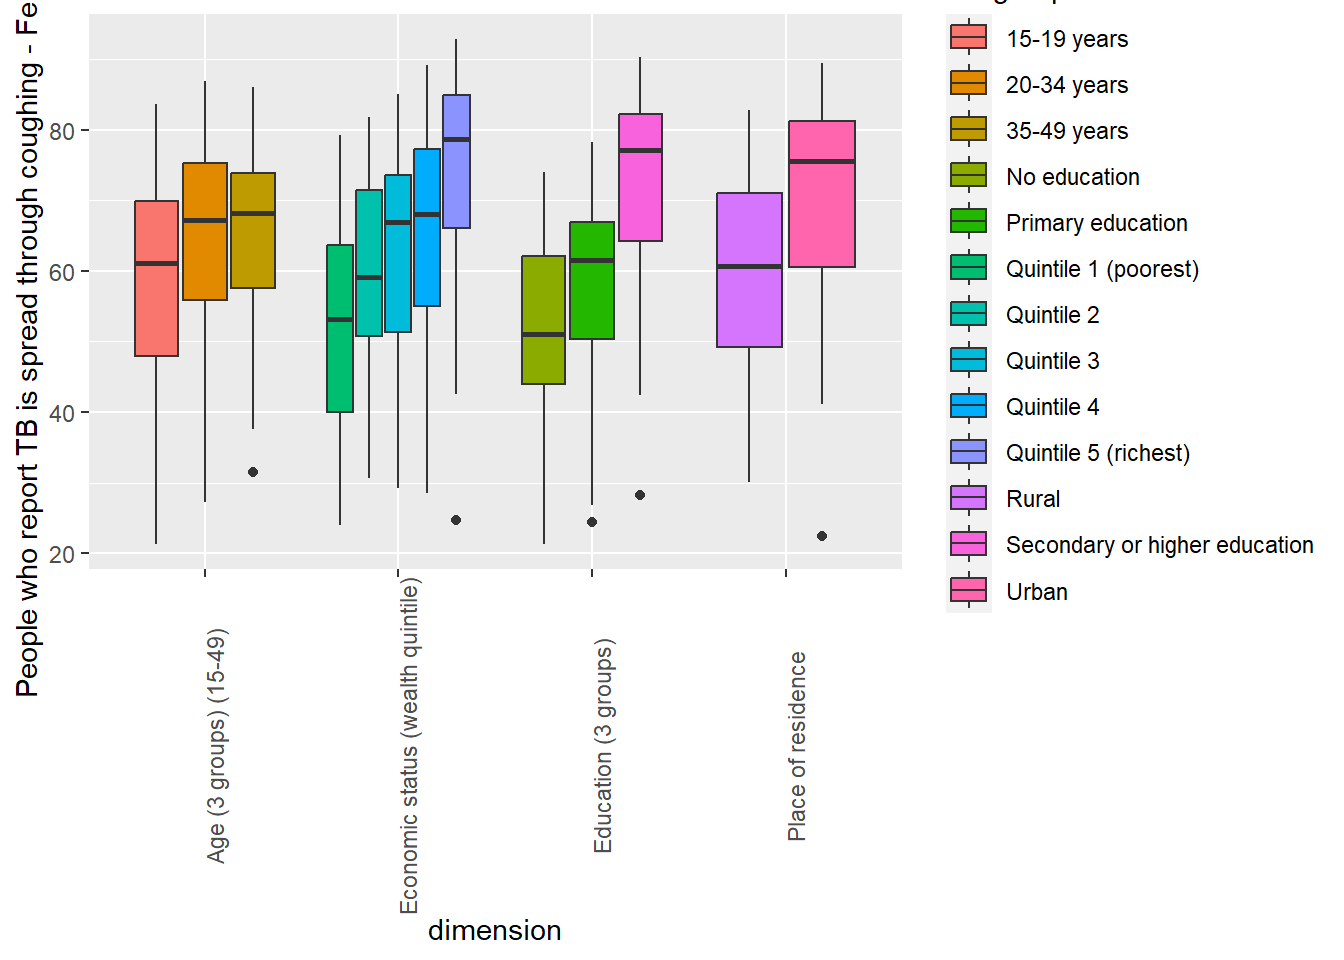 People who report TB is spread through coughing - Fe
80
60
40
20
Age (3 groups) (15-49)
Economic status (wealth quintile)
Education (3 groups)
Place of residence
dimension
15-19 years
20-34 years
35-49 years
No education
Primary education
Quintile 1 (poorest)
Quintile 2
Quintile 3
Quintile 4
Quintile 5 (richest)
Rural
Secondary or higher education
Urban